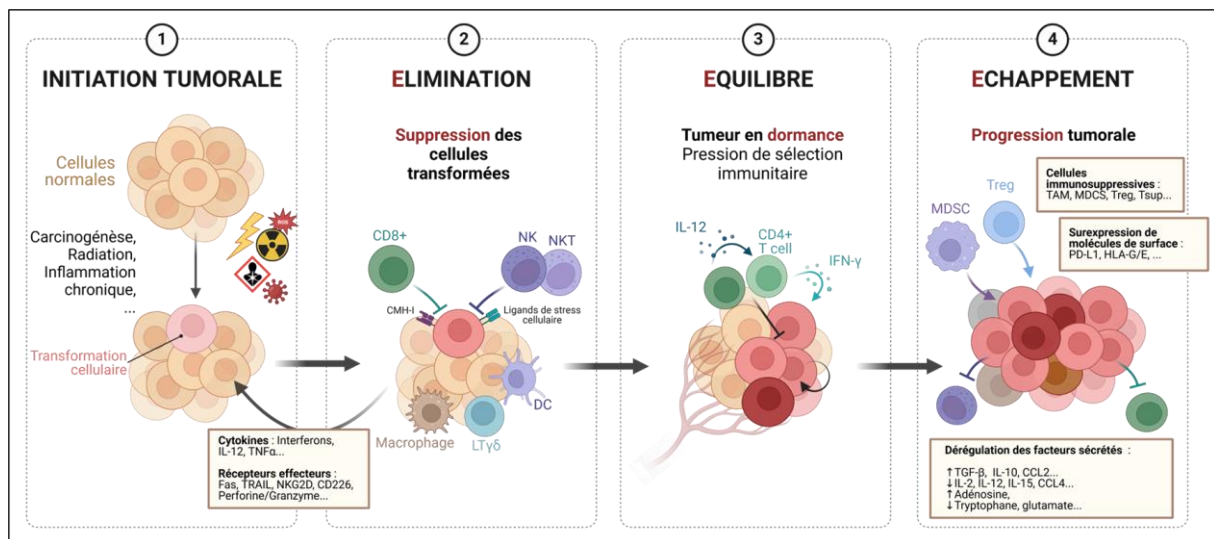 1
INITIATION TUMORALE
Cellules
normales
Carcinogénèse,
Radiation,
Inflammation
chronique,
...
Transformation
cellulaire
Cytokines : Interferons,
IL-12, TNFα...
Récepteurs effecteurs :
Fas, TRAIL, NKG2D, CD226,
Perforine/Granzyme...
2
ELIMINATION
Suppression des
cellules
transformées
CD8+
NK
NKT
CMH-I
Ligands de stress
cellulaire
DC
Macrophage
LTγδ
3
EQUILIBRE
Tumeur en dormance
Pression de sélection
immunitaire
IL-12
CD4+
T cell
IFN-γ
4
ECHAPPEMENT
Progression tumorale
Cellules
immunosuppressives :
TAM, MDCS, Treg, Tsup...
Treg
MDSC
Surexpression de
molécules de surface :
PD-L1, HLA-G/E, ...
Dérégulation des facteurs sécrétés :
↑TGF-β, IL-10, CCL2...
↓IL-2, IL-12, IL-15, CCL4...
↑Adénosine,
↓Tryptophane, glutamate...